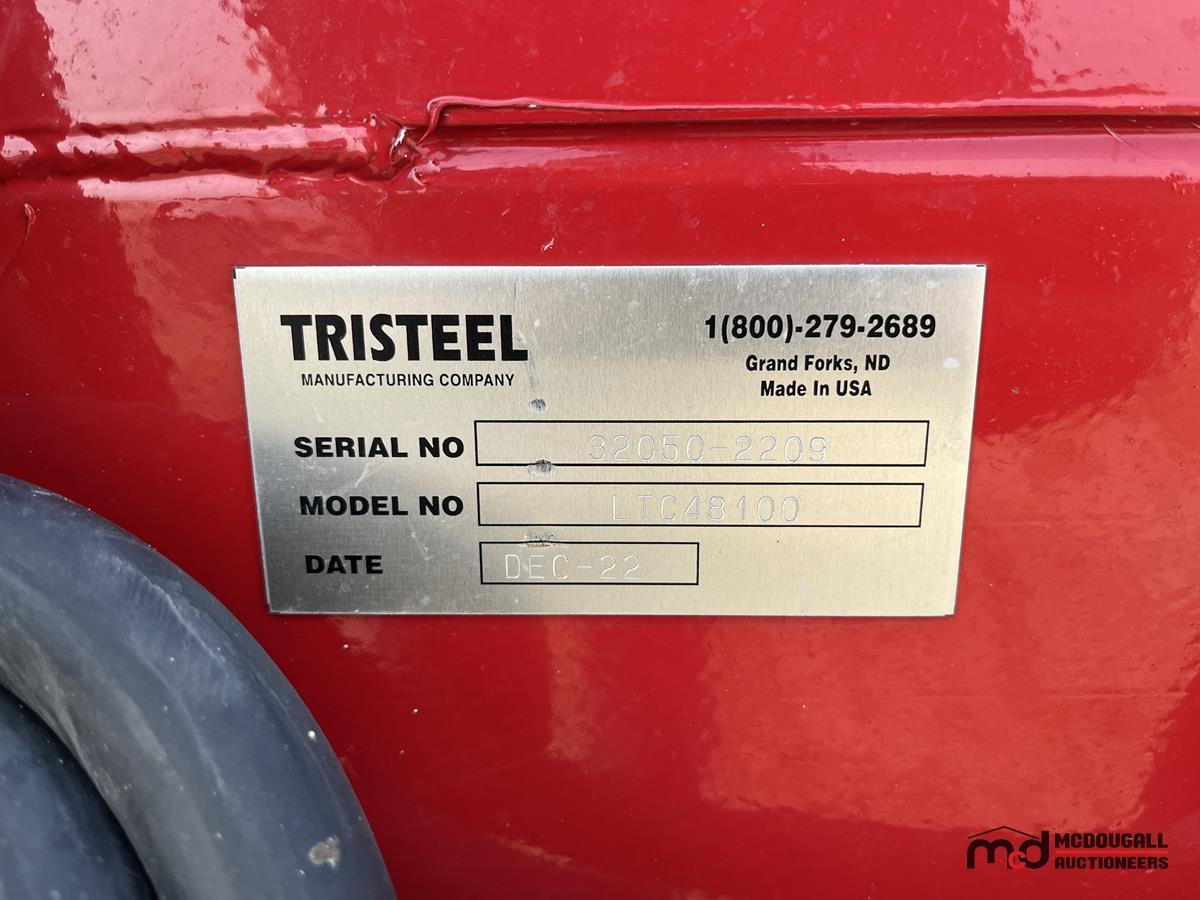 TRISTEEL
MANUFACTURING COMPANY
1(800)-279-2689
Grand Forks, ND
Made In USA
SERIAL NO 32050-2209
MODEL NO LTC48100
DATE DEC-22
mcd MCDOUGALL
AUCTIONEERS